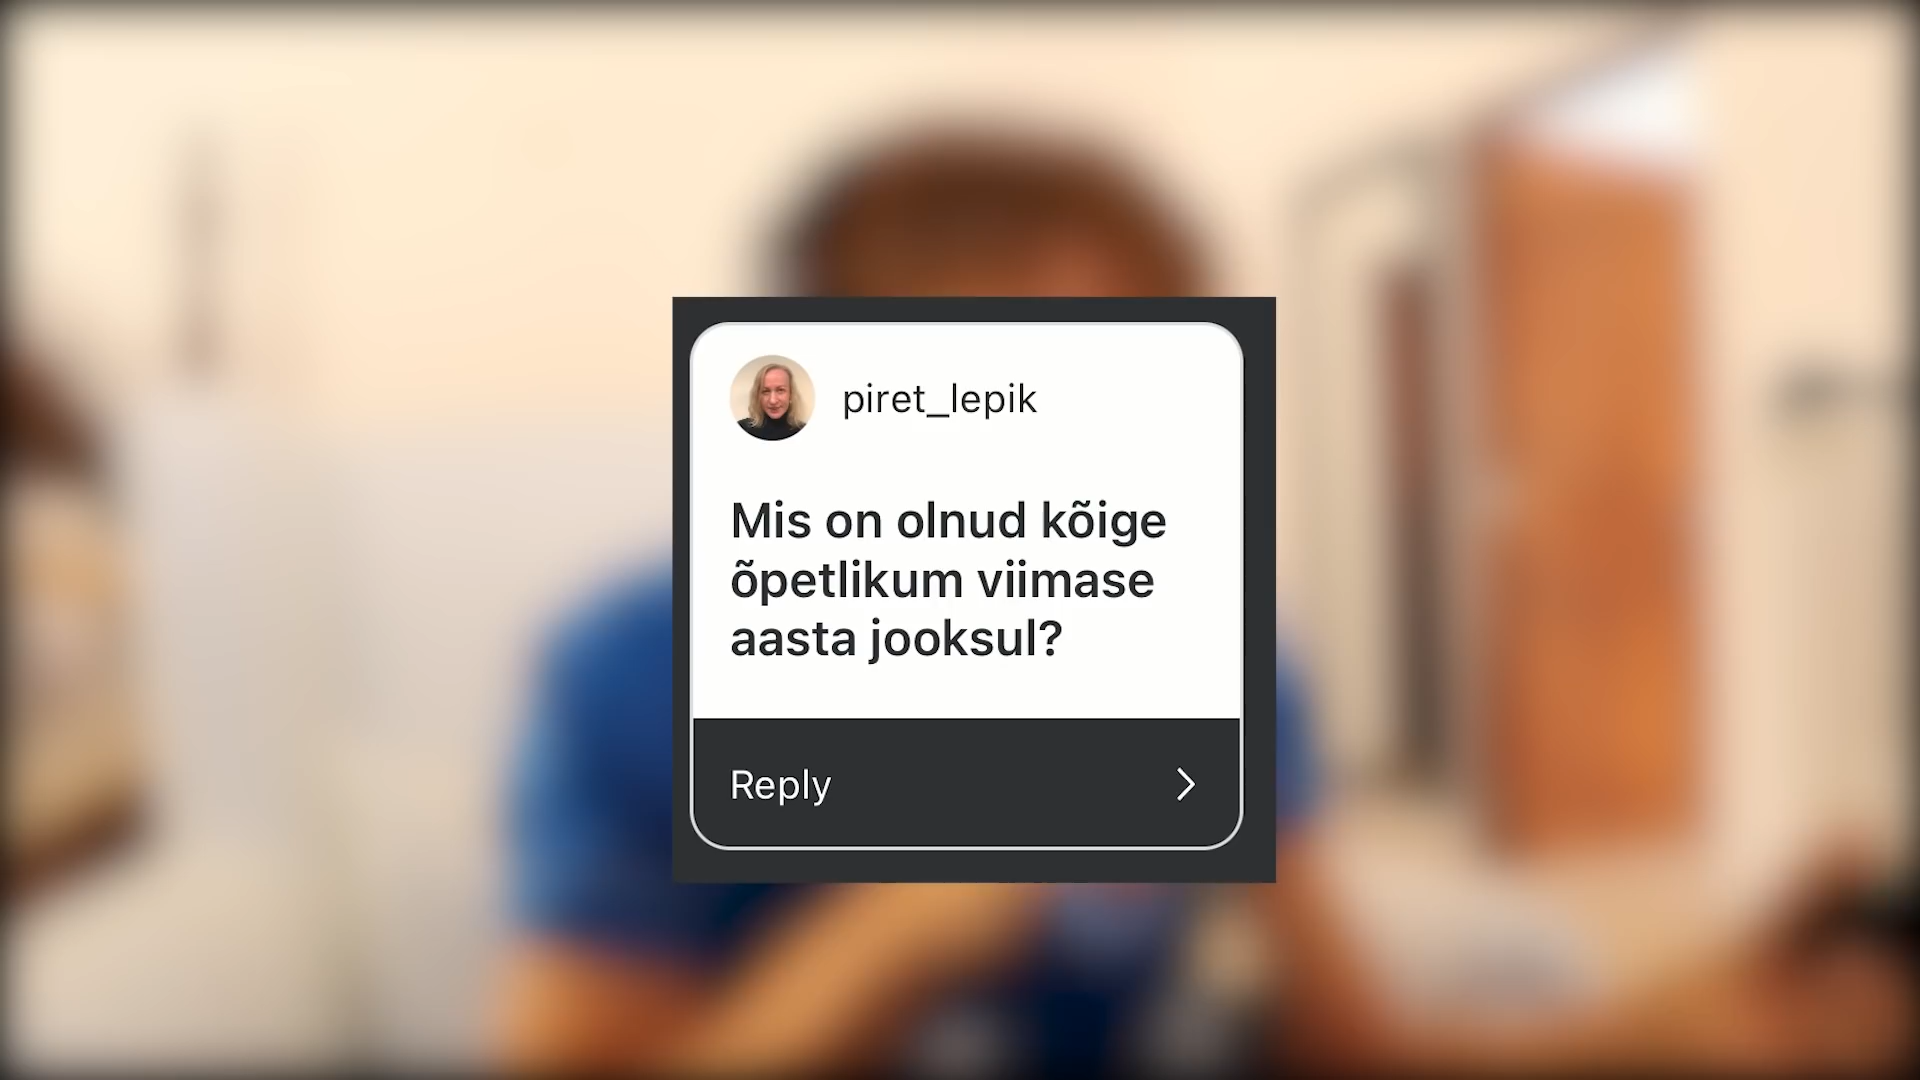 piret_lepik
Mis on olnud kõige
õpetlikum viimase
aasta jooksul?
Reply